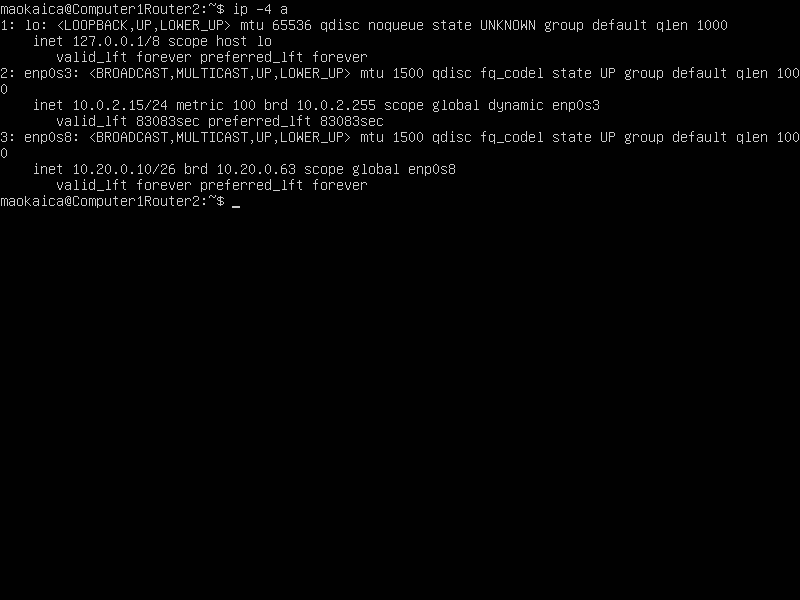 maokaica@Computer1Router2:~$ ip -4 a
1: lo: <LOOPBACK,UP,LOWER_UP> mtu 65536 qdisc noqueue state UNKNOWN group default qlen 1000
    inet 127.0.0.1/8 scope host lo
       valid_lft forever preferred_lft forever
2: enp0s3: <BROADCAST,MULTICAST,UP,LOWER_UP> mtu 1500 qdisc fq_codel state UP group default qlen 100
0
    inet 10.0.2.15/24 metric 100 brd 10.0.2.255 scope global dynamic enp0s3
       valid_lft 83083sec preferred_lft 83083sec
3: enp0s8: <BROADCAST,MULTICAST,UP,LOWER_UP> mtu 1500 qdisc fq_codel state UP group default qlen 100
0
    inet 10.20.0.10/26 brd 10.20.0.63 scope global enp0s8
       valid_lft forever preferred_lft forever
maokaica@Computer1Router2:~$ _